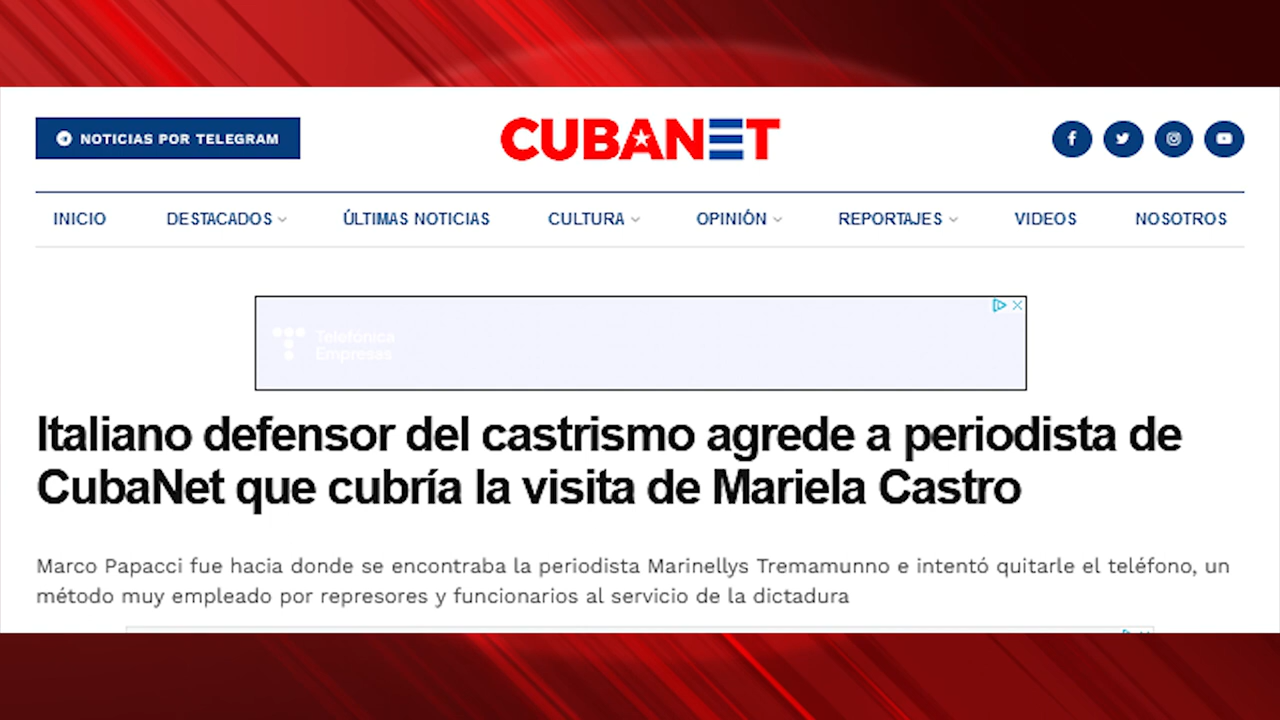 NOTICIAS POR TELEGRAM
CUBANET
INICIO
DESTACADOS
ÚLTIMAS NOTICIAS
CULTURA
OPINIÓN
REPORTAJES
VIDEOS
NOSOTROS
Telefónica
Empresas
Italiano defensor del castrismo agrede a periodista de
CubaNet que cubría la visita de Mariela Castro
Marco Papacci fue hacia donde se encontraba la periodista Marinellys Tremamunno e intentó quitarle el teléfono, un
método muy empleado por represores y funcionarios al servicio de la dictadura